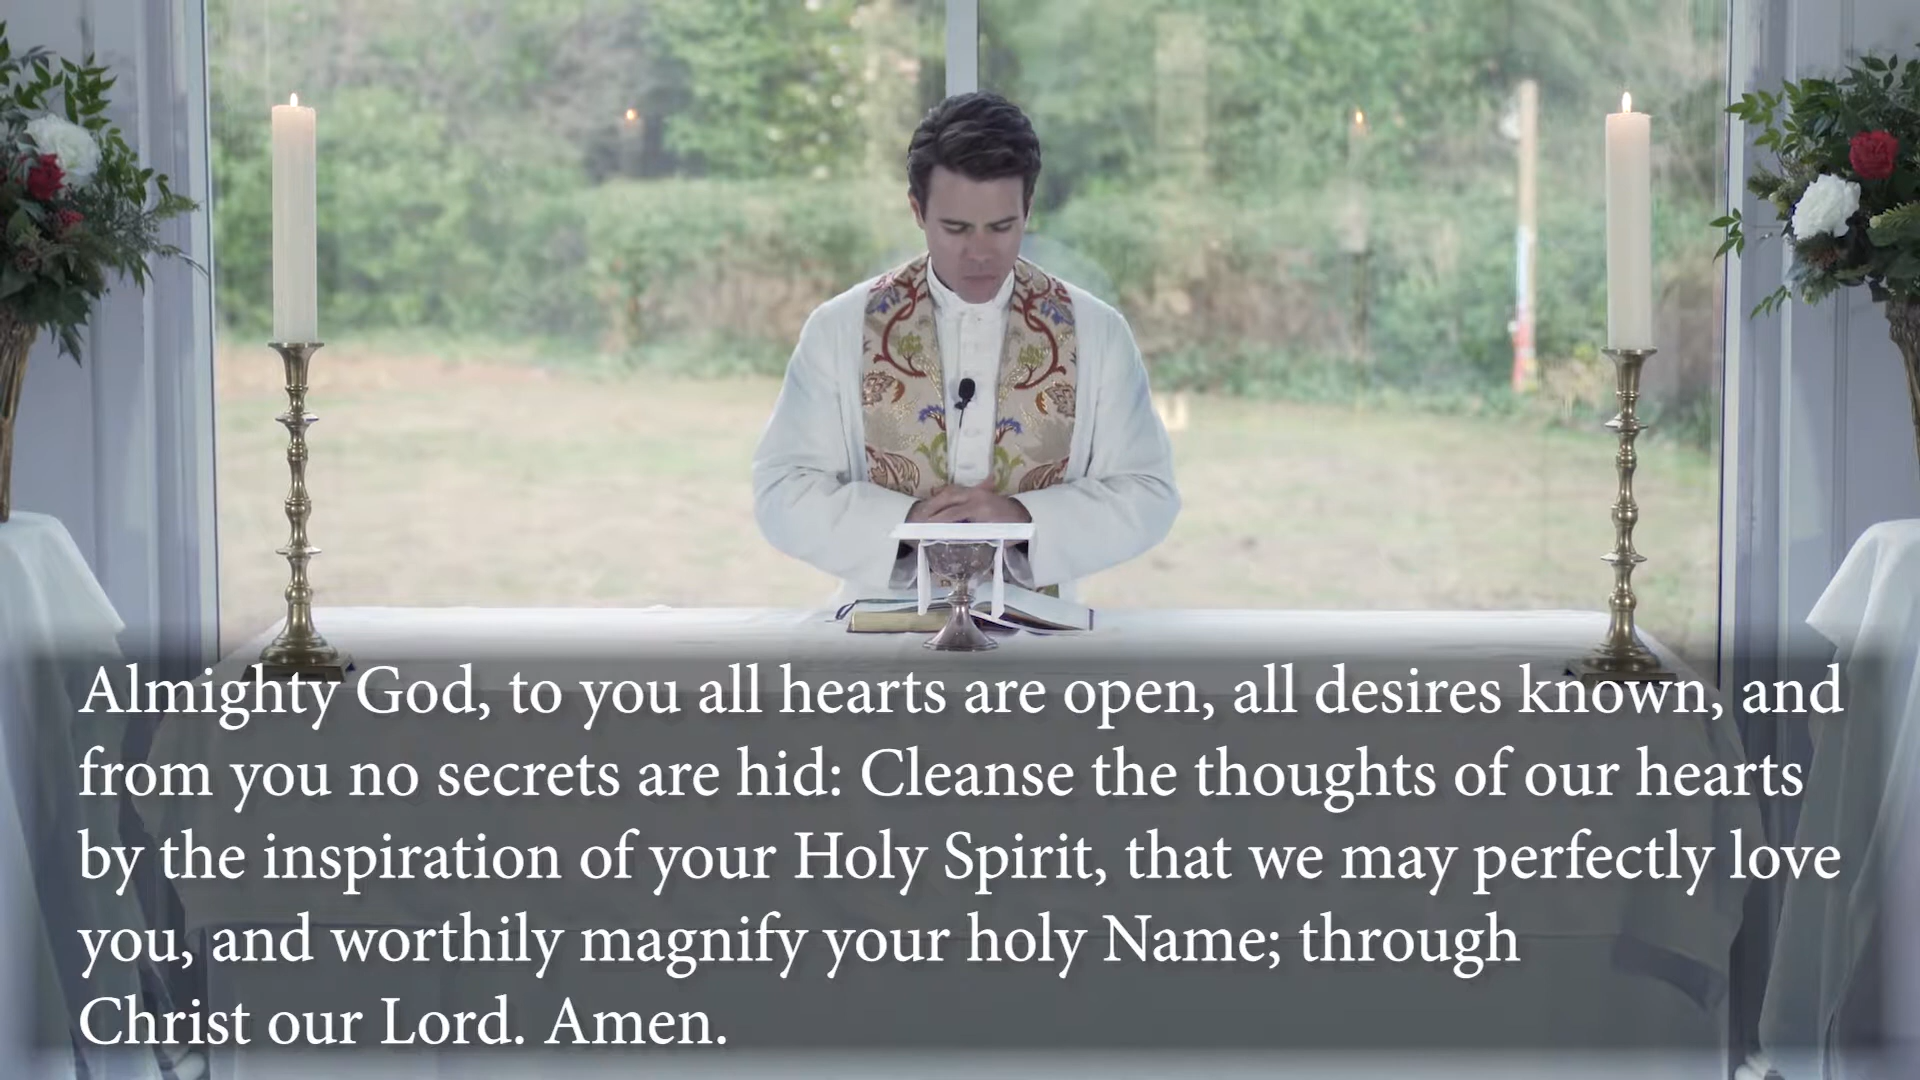 Almighty God, to you all hearts are open, all desires known, and
from you no secrets are hid: Cleanse the thoughts of our hearts
by the inspiration of your Holy Spirit, that we may perfectly love
you, and worthily magnify your holy Name; through
Christ our Lord. Amen.